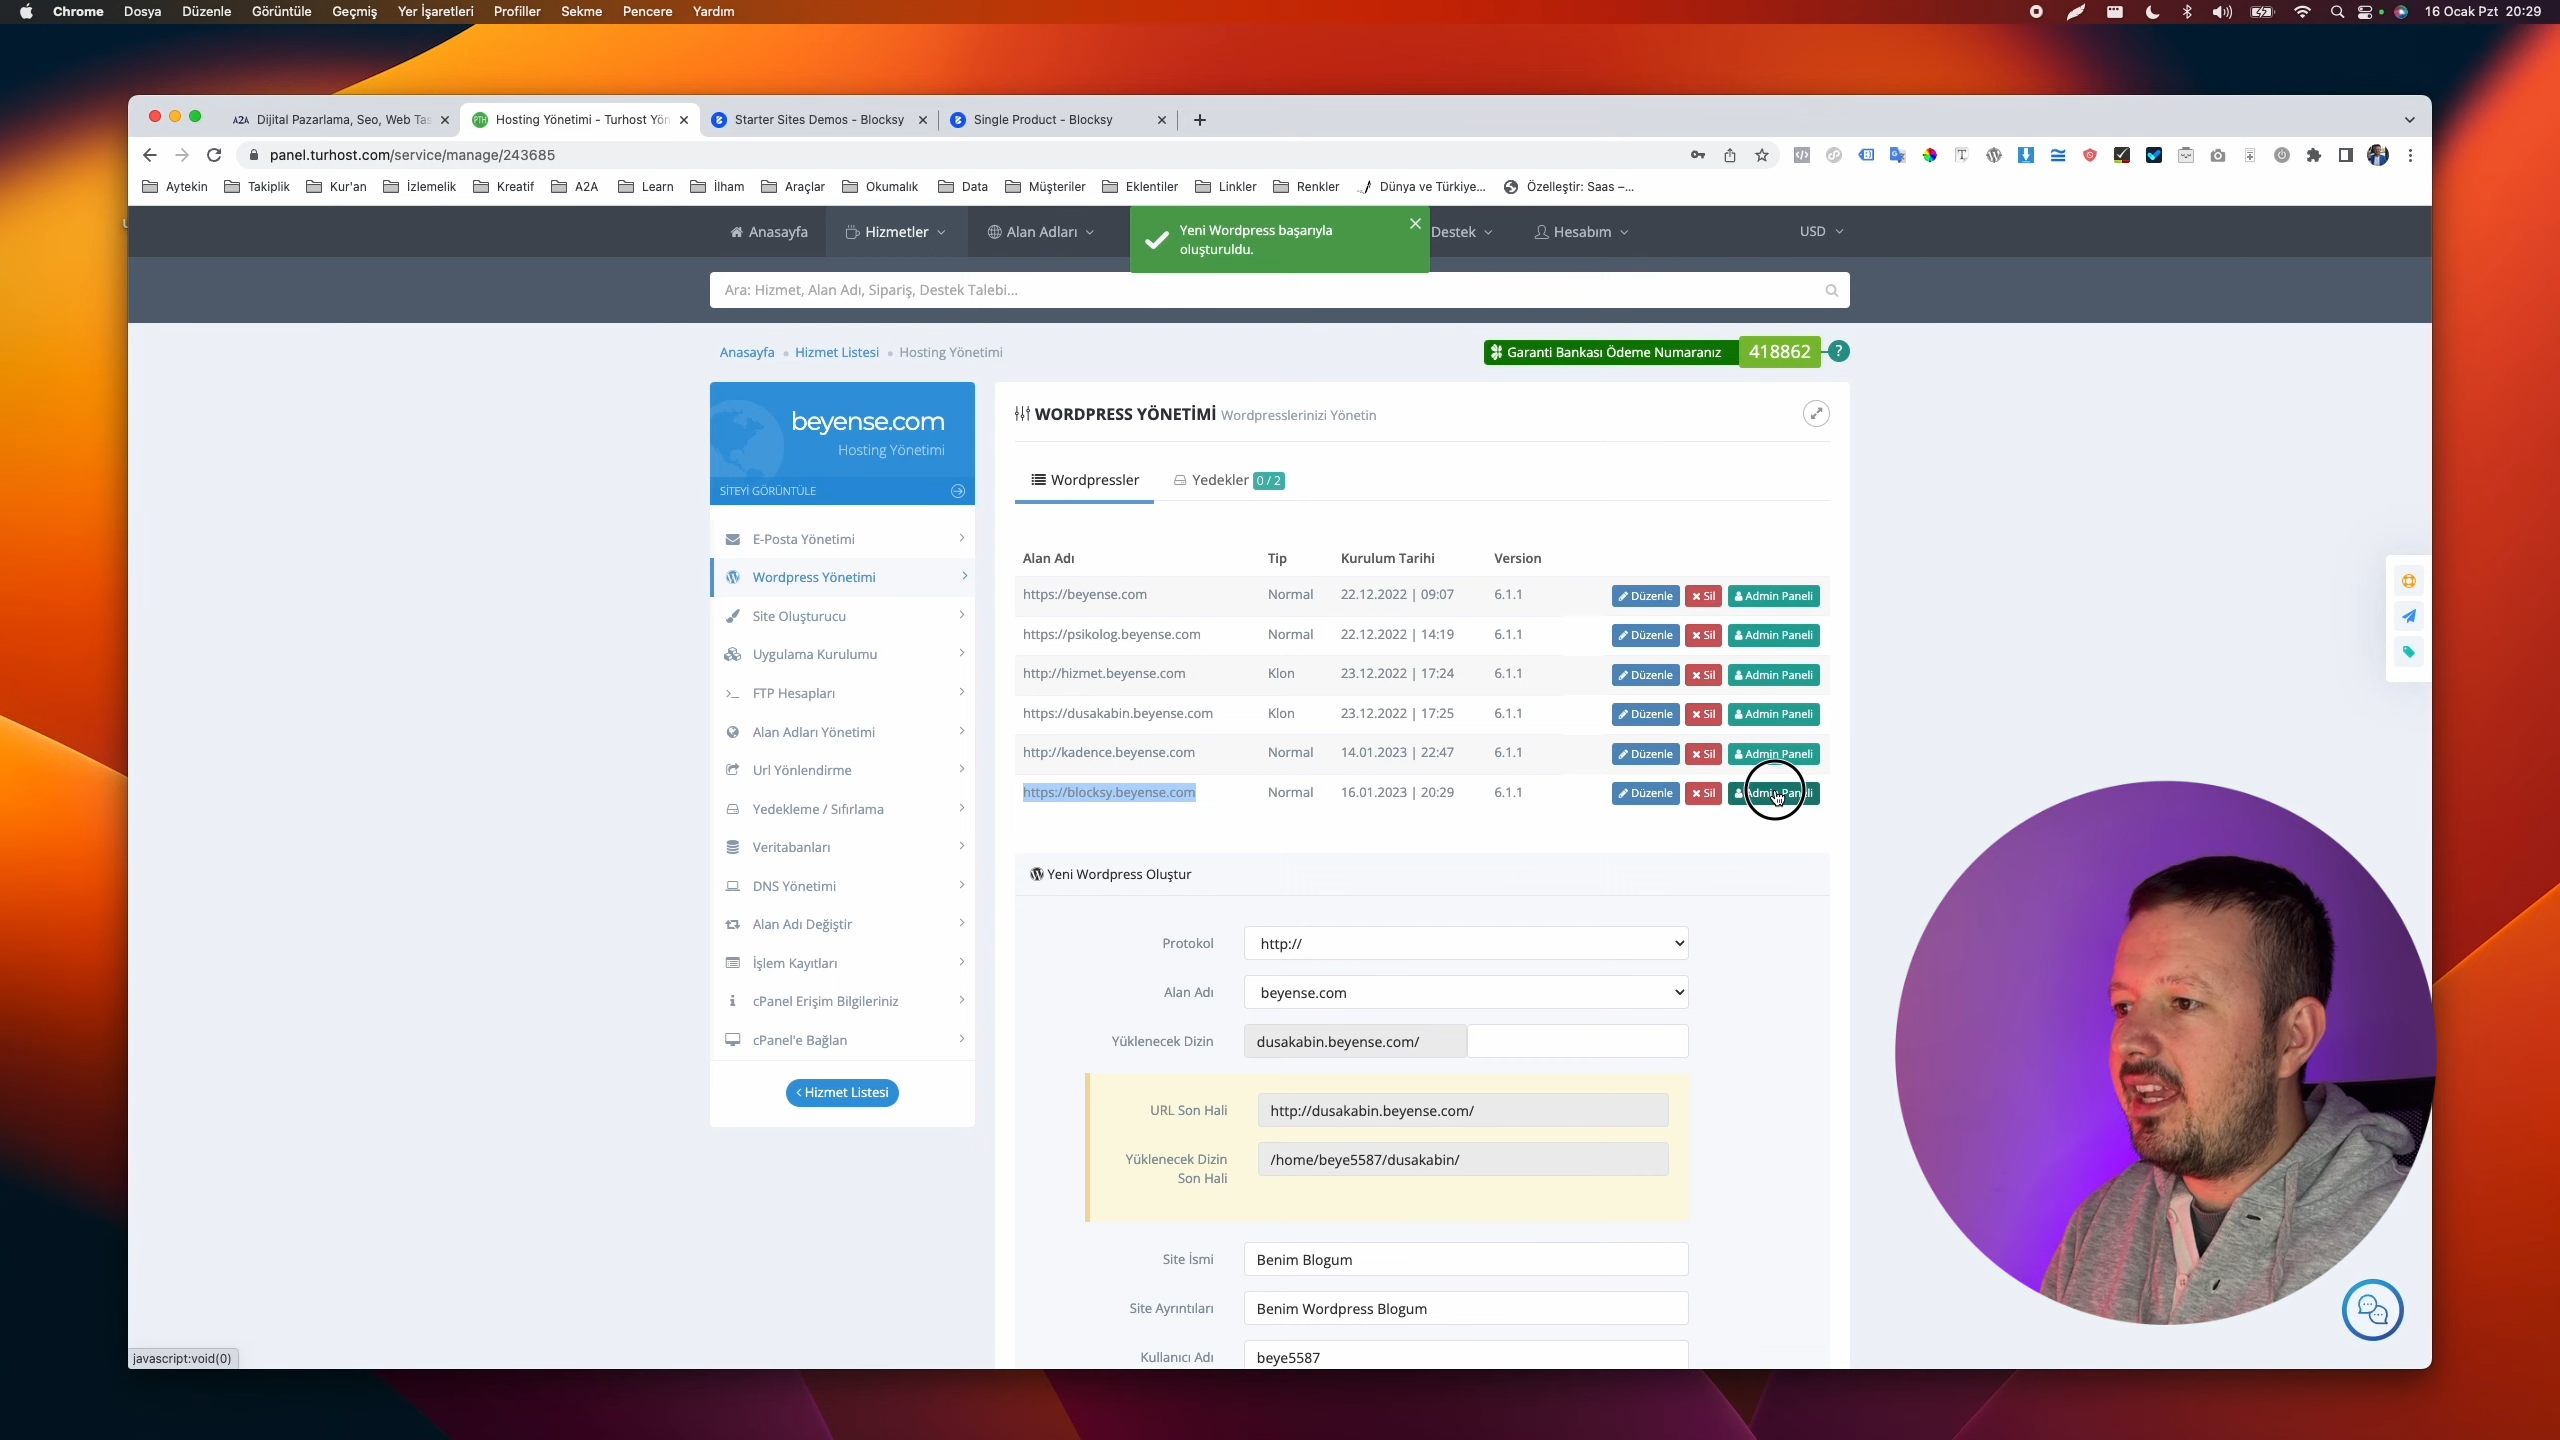 Chrome Dosya Düzenle Görüntüle Geçmiş Yer İşaretleri Profiller Sekme Pencere Yardım
16 Ocak Pzt 20:29
A2A Dijital Pazarlama, Seo, Web Tas
PTH Hosting Yönetimi - Turhost Yön
Starter Sites Demos - Blocksy
Single Product - Blocksy
panel.turhost.com/service/manage/243685
Aytekin Takiplik Kur'an İzlemelik Kreatif A2A Learn İlham Araçlar Okumalık Data Müşteriler Eklentiler Linkler Renkler Dünya ve Türkiye... Özelleştir: Saas –...
Anasayfa Hizmetler Alan Adları Destek Hesabım USD
Yeni Wordpress başarıyla
oluşturuldu.
Ara: Hizmet, Alan Adı, Sipariş, Destek Talebi...
Anasayfa Hizmet Listesi Hosting Yönetimi
Garanti Bankası Ödeme Numaranız 418862 ?
beyense.com
Hosting Yönetimi
SİTEYİ GÖRÜNTÜLE
E-Posta Yönetimi
Wordpress Yönetimi
Site Oluşturucu
Uygulama Kurulumu
FTP Hesapları
Alan Adları Yönetimi
Url Yönlendirme
Yedekleme / Sıfırlama
Veritabanları
DNS Yönetimi
Alan Adı Değiştir
İşlem Kayıtları
cPanel Erişim Bilgileriniz
cPanel'e Bağlan
< Hizmet Listesi
WORDPRESS YÖNETİMİ Wordpresslerinizi Yönetin
Wordpressler Yedekler 0 / 2
Alan Adı Tip Kurulum Tarihi Version
https://beyense.com Normal 22.12.2022 | 09:07 6.1.1 Düzenle Sil Admin Paneli
https://psikolog.beyense.com Normal 22.12.2022 | 14:19 6.1.1 Düzenle Sil Admin Paneli
http://hizmet.beyense.com Klon 23.12.2022 | 17:24 6.1.1 Düzenle Sil Admin Paneli
https://dusakabin.beyense.com Klon 23.12.2022 | 17:25 6.1.1 Düzenle Sil Admin Paneli
http://kadence.beyense.com Normal 14.01.2023 | 22:47 6.1.1 Düzenle Sil Admin Paneli
https://blocksy.beyense.com Normal 16.01.2023 | 20:29 6.1.1 Düzenle Sil Admin Paneli
Yeni Wordpress Oluştur
Protokol http://
Alan Adı beyense.com
Yüklenecek Dizin dusakabin.beyense.com/
URL Son Hali http://dusakabin.beyense.com/
Yüklenecek Dizin
Son Hali
/home/beye5587/dusakabin/
Site İsmi Benim Blogum
Site Ayrıntıları Benim Wordpress Blogum
Kullanıcı Adı beye5587
javascript:void(0)